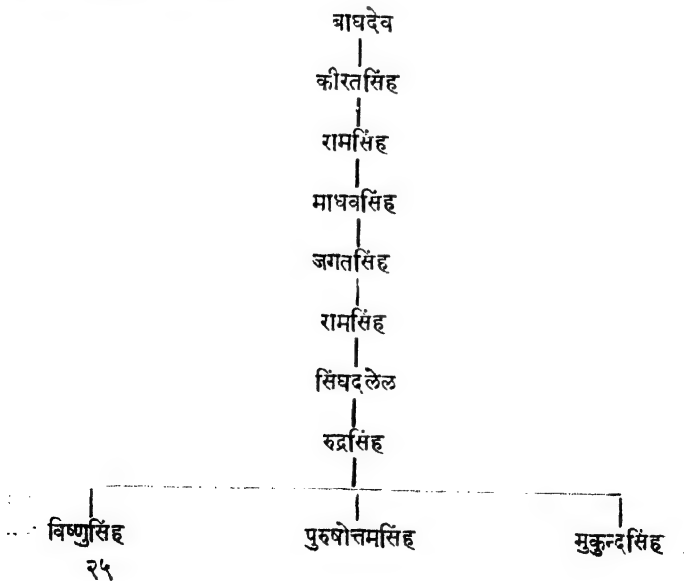 बाघदेव
कीरतसिंह
रामसिंह
माधवसिंह
जगतसिंह
रामसिंह
सिंघदलेल
रुद्रसिंह
विष्णुसिंह पुरुषोत्तमसिंह मुकुन्दसिंह
२५